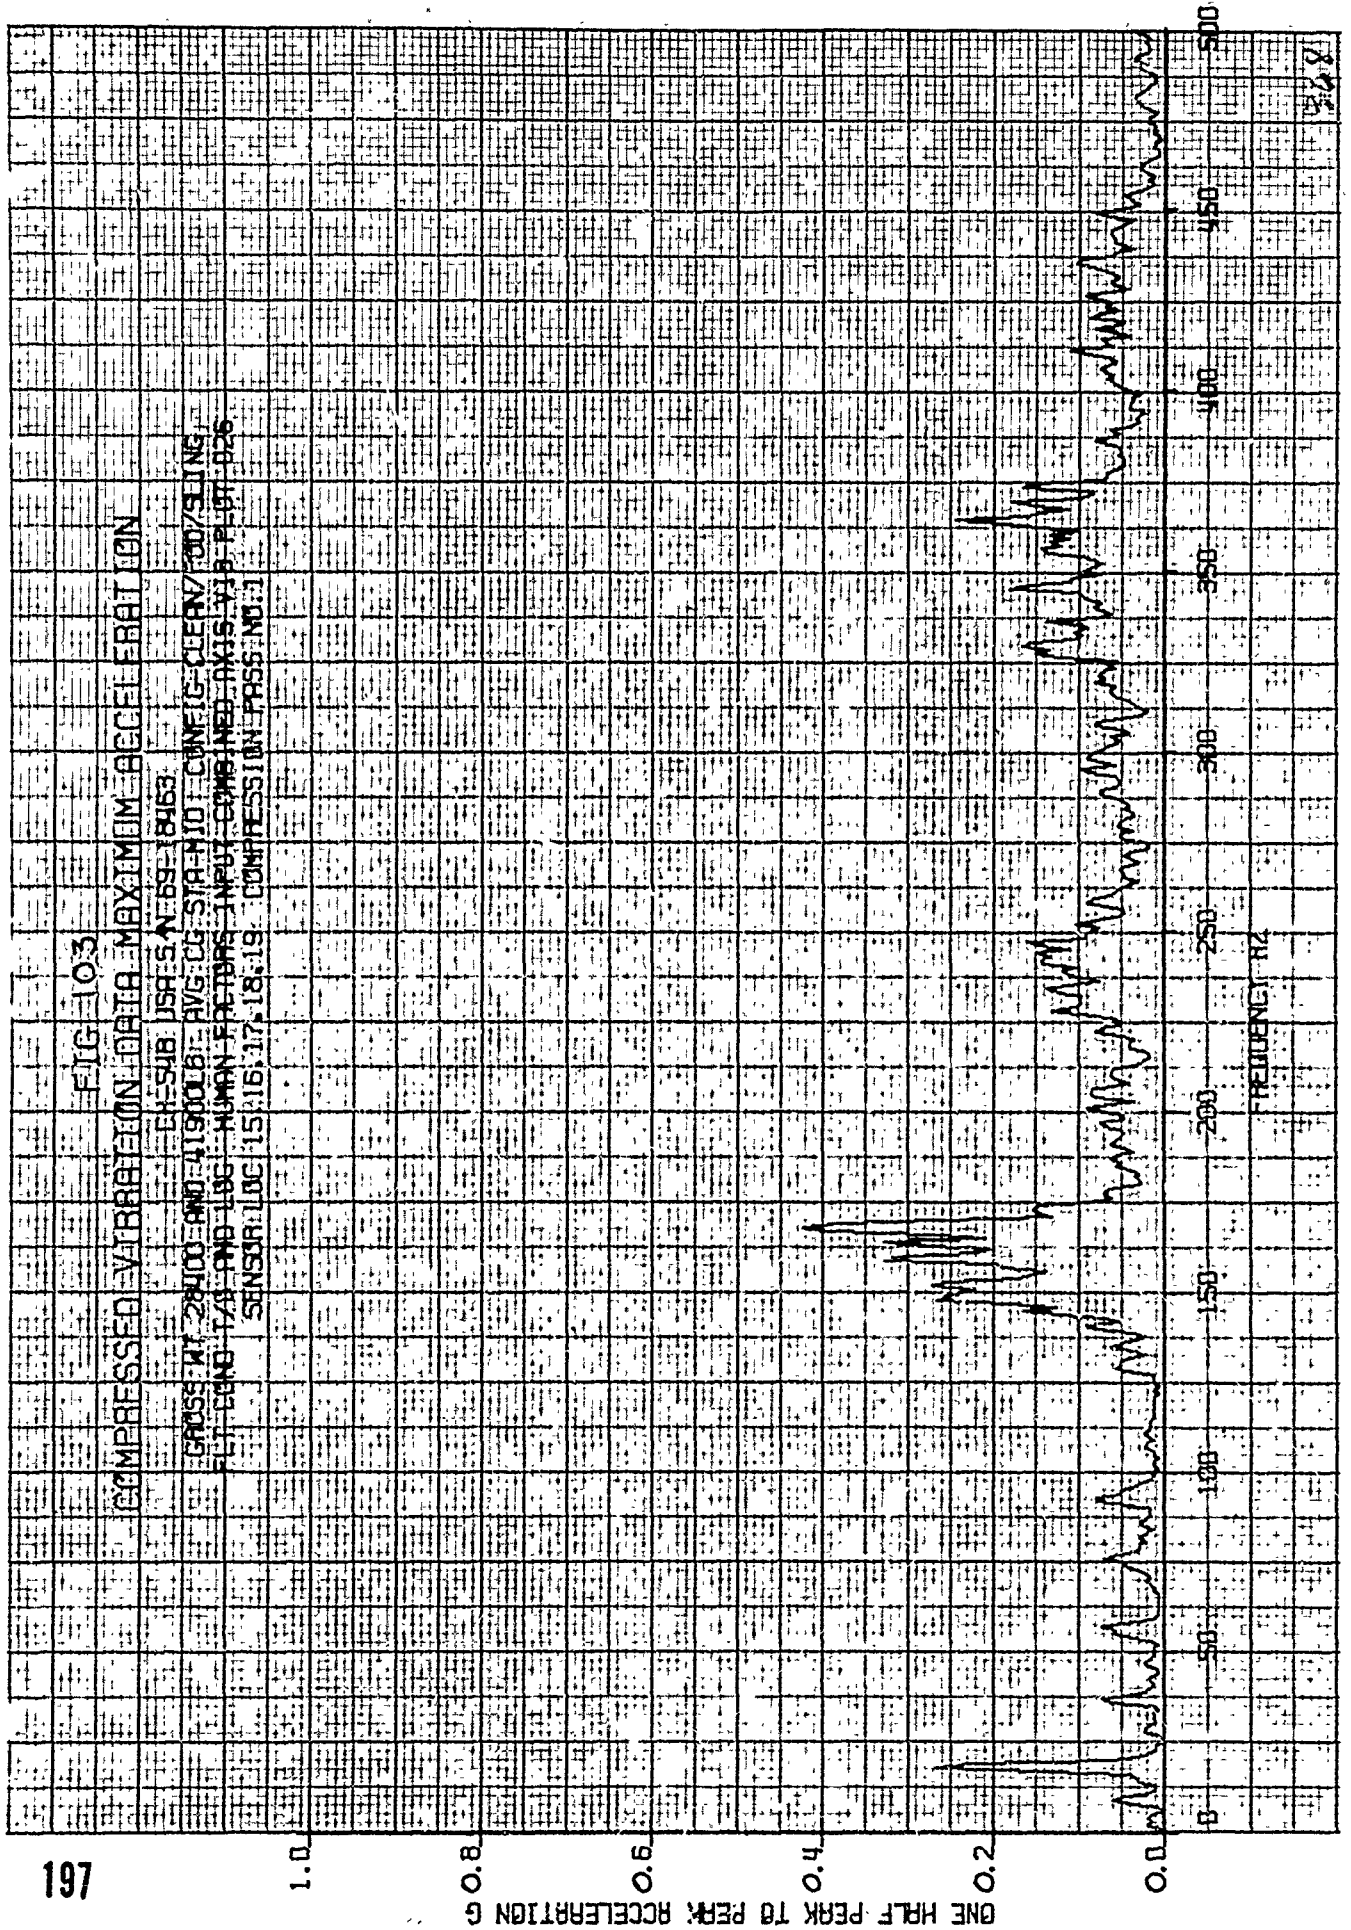 197
FIG 103
COMPRESSED VIBRATION DATA MAXIMUM ACCELERATION
CH-54B USA S/N 69-18463
GROSS WT 28400 AND 41900LB AVG CG STA-MID CONFIG-CLEAN/ /SLING
FLT COND T/O AND LDG HUMAN FACTORS INPUT COMBINED AXIS V18 PLOT 026
SENSOR LOC 15,16,17,18,19 COMPRESSION PASS NO.1
ONE HALF PEAK TO PEAK ACCELERATION G
1.0
0.8
0.6
0.4
0.2
0.0
0 50 100 150 200 250 300 350 400 450 500
FREQUENCY HZ